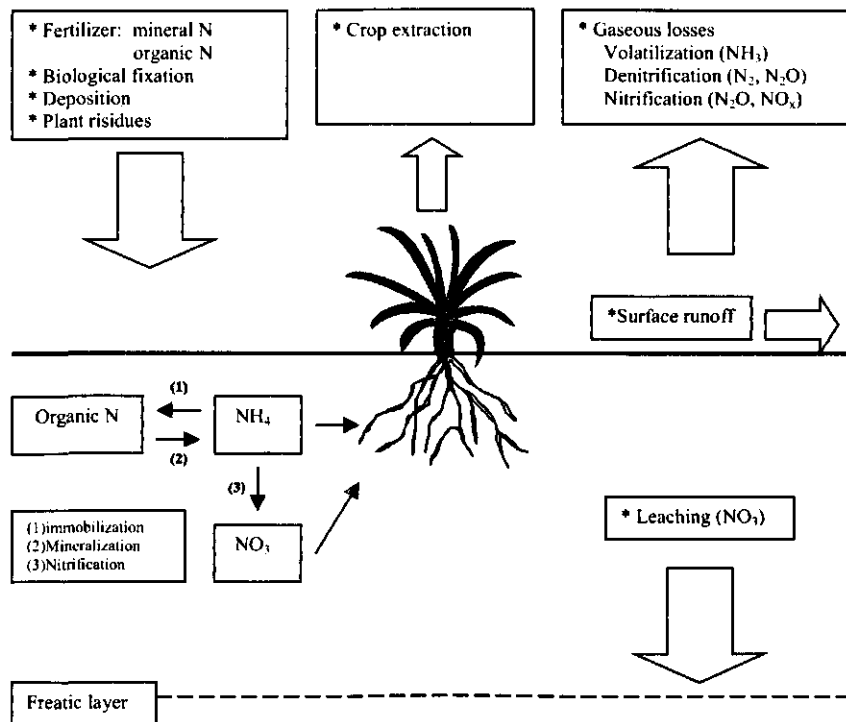 * Fertilizer: mineral N
organic N
* Biological fixation
* Deposition
* Plant risidues
* Crop extraction
* Gaseous losses
Volatilization (NH₃)
Denitrification (N₂, N₂O)
Nitrification (N₂O, NOₓ)
*Surface runoff
(1)
Organic N
NH₄
(2)
(3)
(1)immobilization
(2)Mineralization
(3)Nitrification
NO₃
* Leaching (NO₃)
Freatic layer